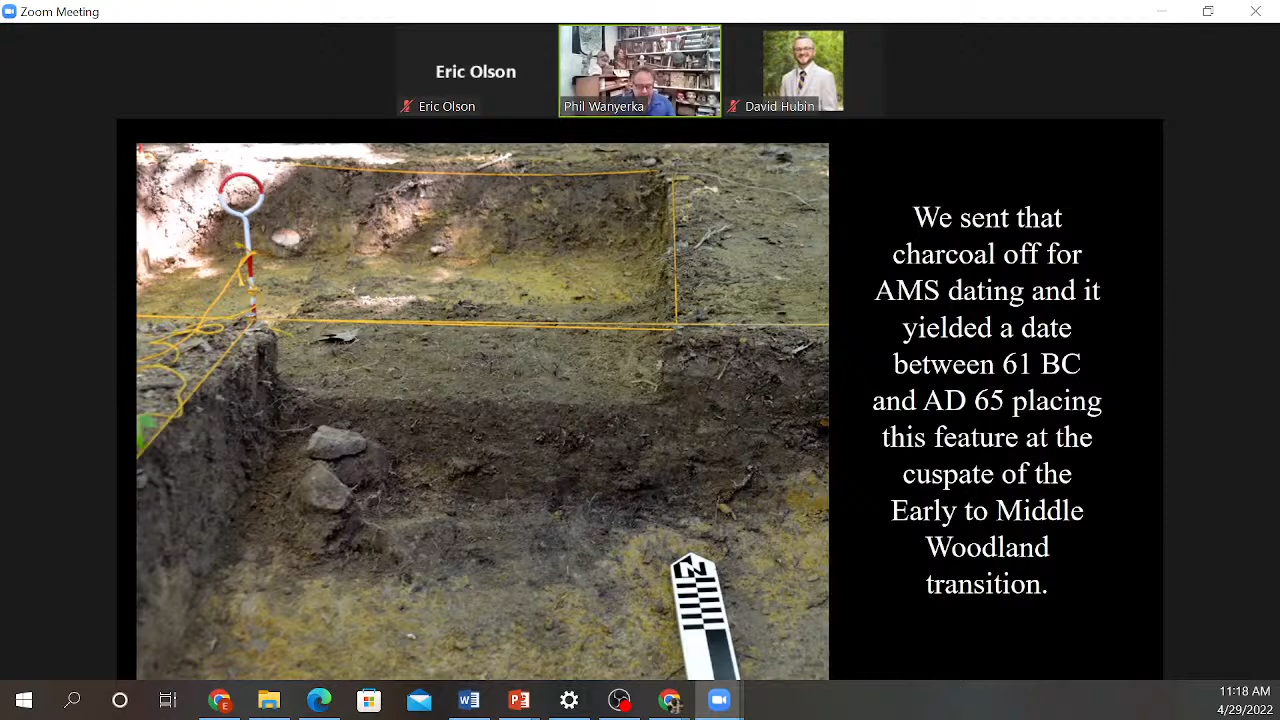 Zoom Meeting
Eric Olson
Eric Olson
Phil Wanyerka
David Hubin
We sent that
charcoal off for
AMS dating and it
yielded a date
between 61 BC
and AD 65 placing
this feature at the
cuspate of the
Early to Middle
Woodland
transition.
N
11:18 AM
4/29/2022